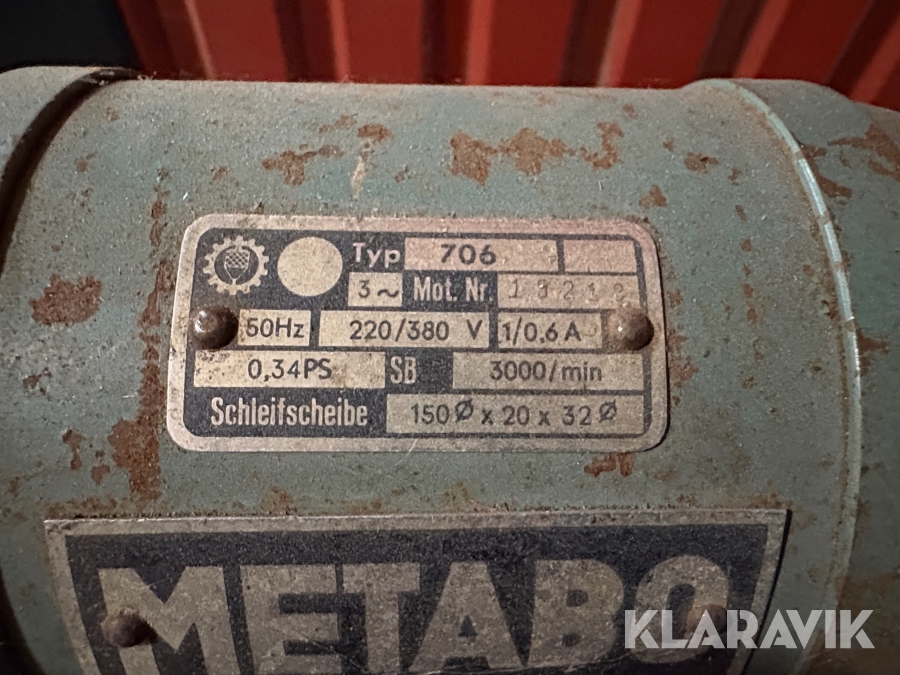 Typ 706
3~ Mot. Nr. 13212
50Hz 220/380 V 1/0.6 A
0,34PS SB 3000/min
Schleifscheibe 150Ø x 20 x 32Ø
METABO
KLARAVIK